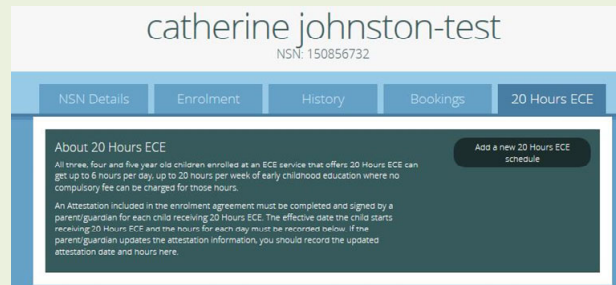 catherine johnston-test
NSN: 150856732
NSN Details Enrolment History Bookings 20 Hours ECE
About 20 Hours ECE
Add a new 20 Hours ECE
schedule
All three, four and five year old children enrolled at an ECE service that offers 20 Hours ECE can
get up to 6 hours per day, up to 20 hours per week of early childhood education where no
compulsory fee can be charged for those hours.
An Attestation included in the enrolment agreement must be completed and signed by a
parent/guardian for each child receiving 20 Hours ECE. The effective date the child starts
receiving 20 Hours ECE and the hours for each day must be recorded below. If the
parent/guardian updates the attestation information, you should record the updated
attestation date and hours here.